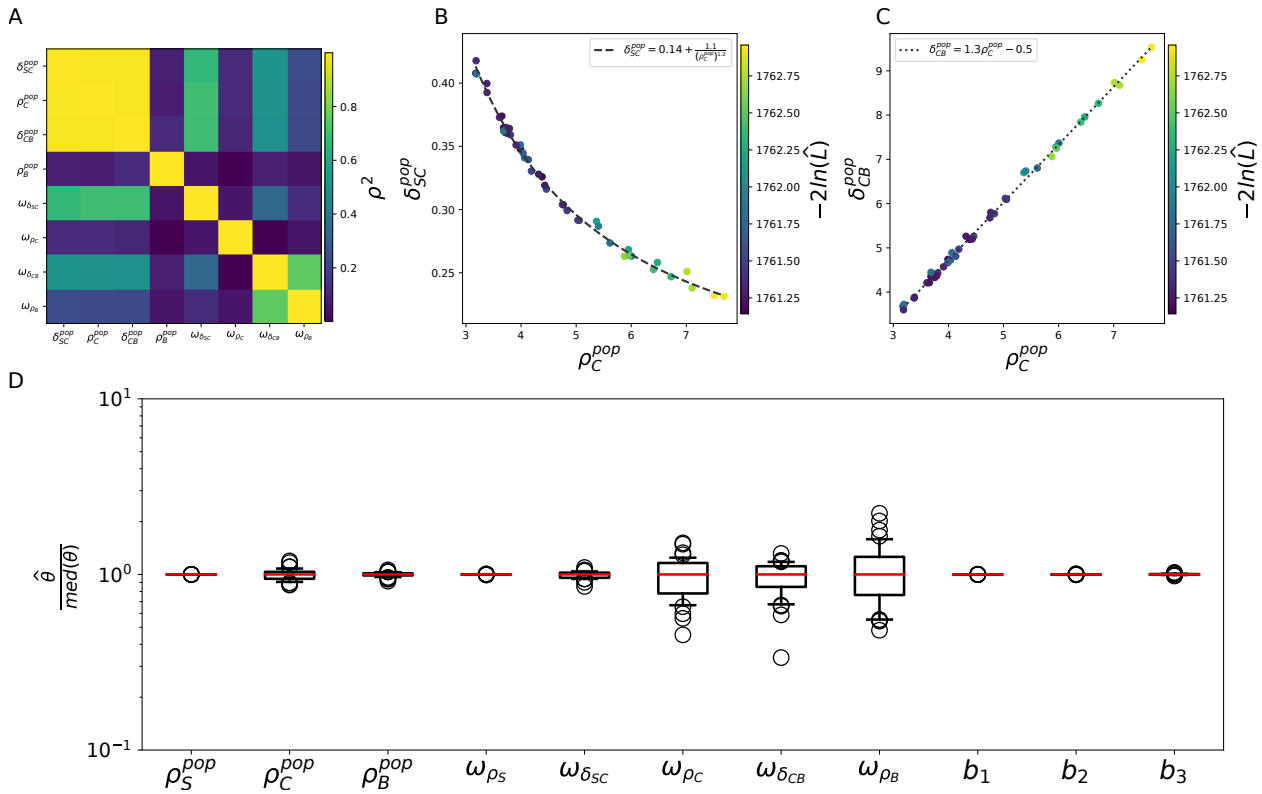 A
δ_SC^pop
ρ_C^pop
δ_CB^pop
ρ_B^pop
ω_δSC
ω_ρC
ω_δCB
ω_ρB
δ_SC^pop ρ_C^pop δ_CB^pop ρ_B^pop ω_δSC ω_ρC ω_δCB ω_ρB
0.8
0.6
0.4
0.2
ρ²
B
δ_SC^pop = 0.14 + 1.1/(ρ_C^pop)^1.2
0.40
0.35
0.30
0.25
δ_SC^pop
3 4 5 6 7
ρ_C^pop
1762.75
1762.50
1762.25
1762.00
1761.75
1761.50
1761.25
−2ln(L̂)
C
δ_CB^pop = 1.3ρ_C^pop − 0.5
9
8
7
6
5
4
δ_CB^pop
3 4 5 6 7
ρ_C^pop
1762.75
1762.50
1762.25
1762.00
1761.75
1761.50
1761.25
−2ln(L̂)
D
10¹
10⁰
10⁻¹
θ̂/med(θ)
ρ_S^pop ρ_C^pop ρ_B^pop ω_ρS ω_δSC ω_ρC ω_δCB ω_ρB b₁ b₂ b₃